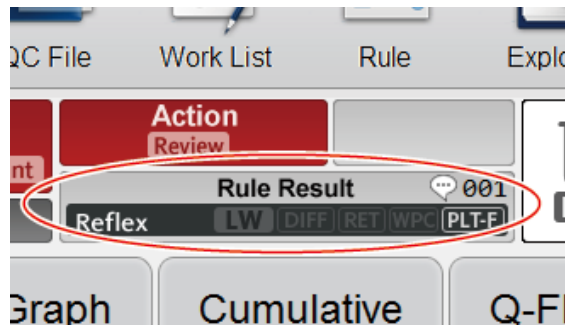 QC File Work List Rule Explo
Action
Review
nt
Rule Result 001
Reflex LW DIFF RET WPC PLT-F
Graph Cumulative Q-Fl